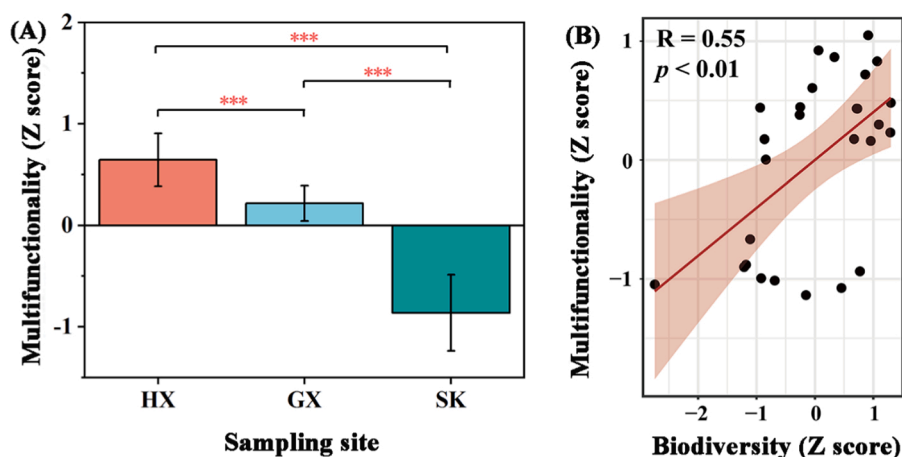 (A)
Multifunctionality (Z score)
2
1
0
-1
***
***
***
HX GX SK
Sampling site
(B)
Multifunctionality (Z score)
1
0
−1
R = 0.55
p < 0.01
−2 −1 0 1
Biodiversity (Z score)